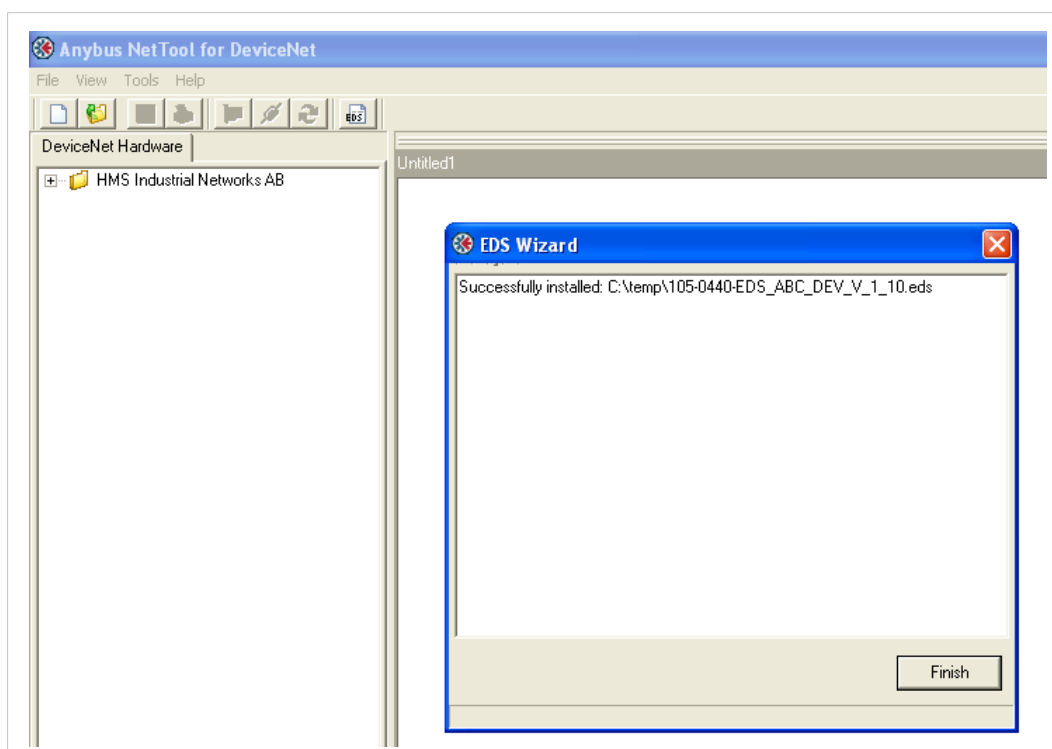 Anybus NetTool for DeviceNet
File View Tools Help
EDS
DeviceNet Hardware
Untitled1
HMS Industrial Networks AB
EDS Wizard
Successfully installed: C:\temp\105-0440-EDS_ABC_DEV_V_1_10.eds
Finish